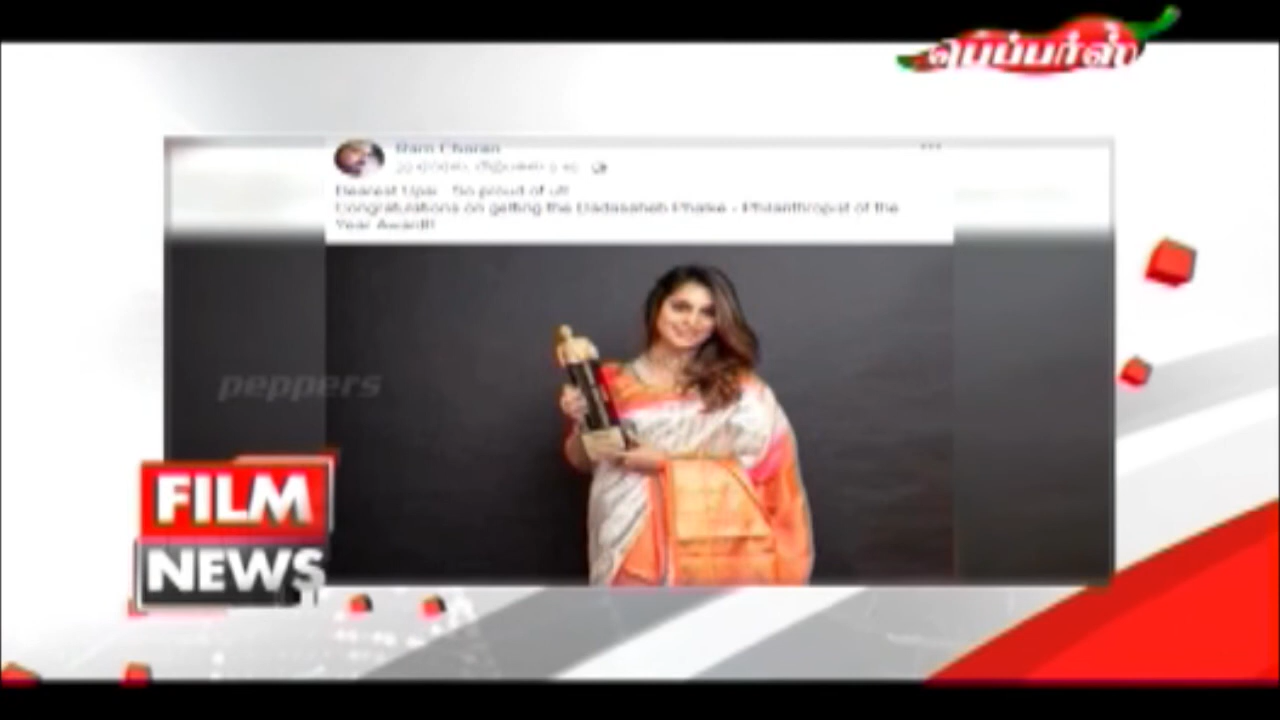 பெப்பர்ஸ்
Ram Charan
Dearest Upsi So proud of u!!
Congratulations on getting the Dadasaheb Phalke - Philanthropist of the
Year Award!!
peppers
FILM
NEWS